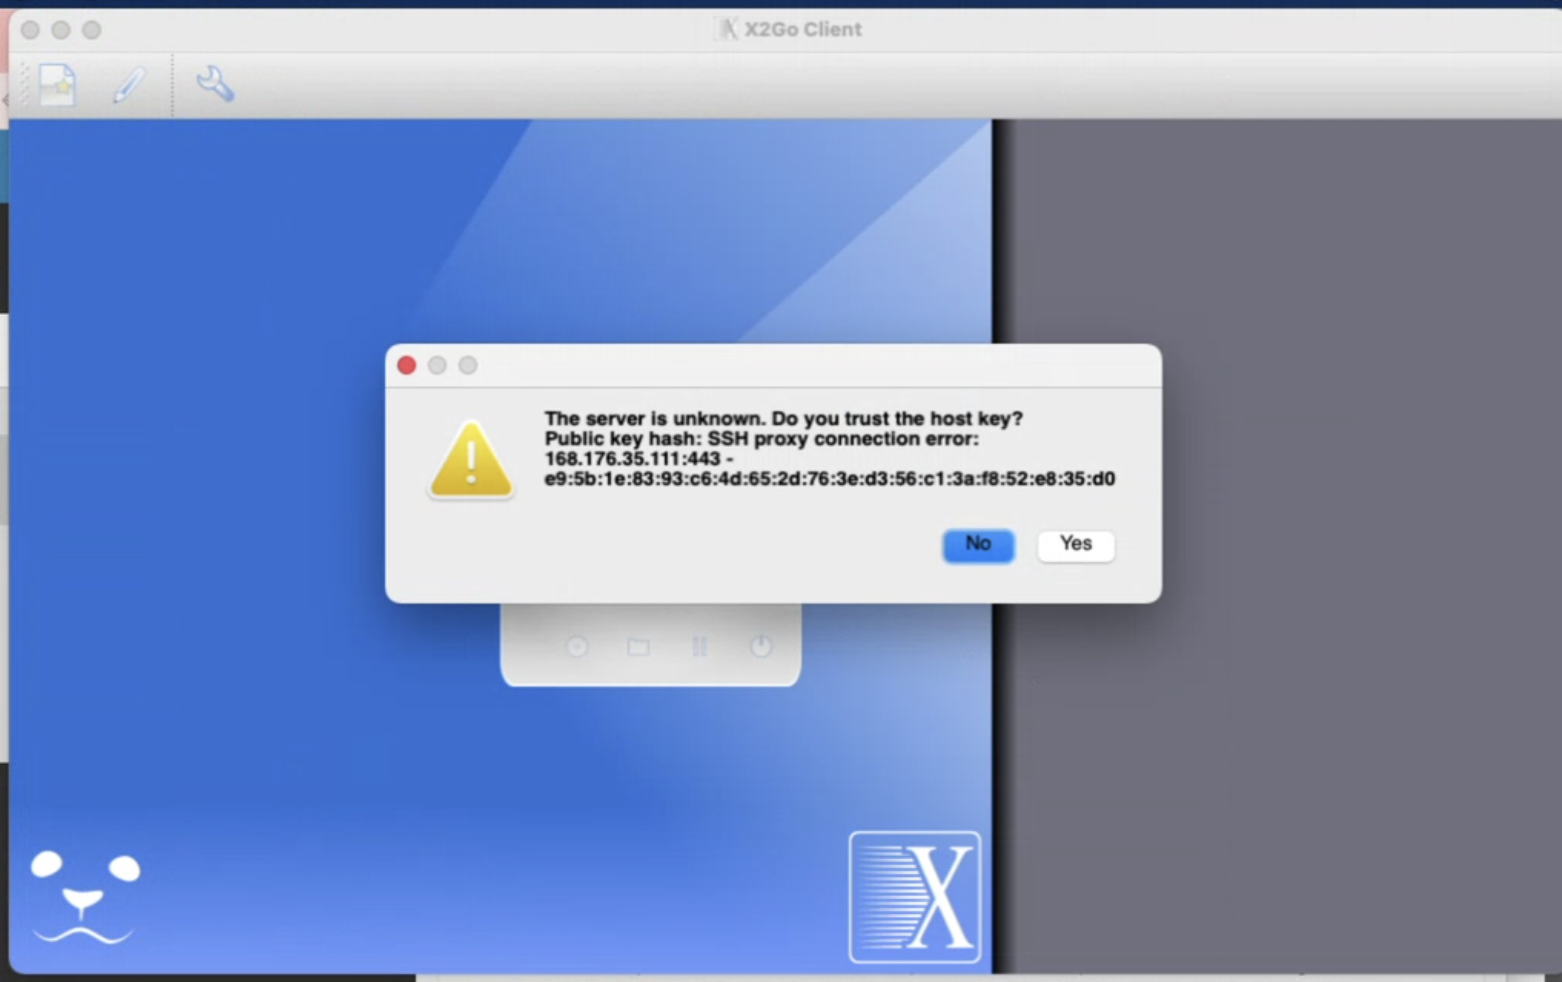 X2Go Client
The server is unknown. Do you trust the host key?
Public key hash: SSH proxy connection error:
168.176.35.111:443 -
e9:5b:1e:83:93:c6:4d:65:2d:76:3e:d3:56:c1:3a:f8:52:e8:35:d0
No
Yes
X